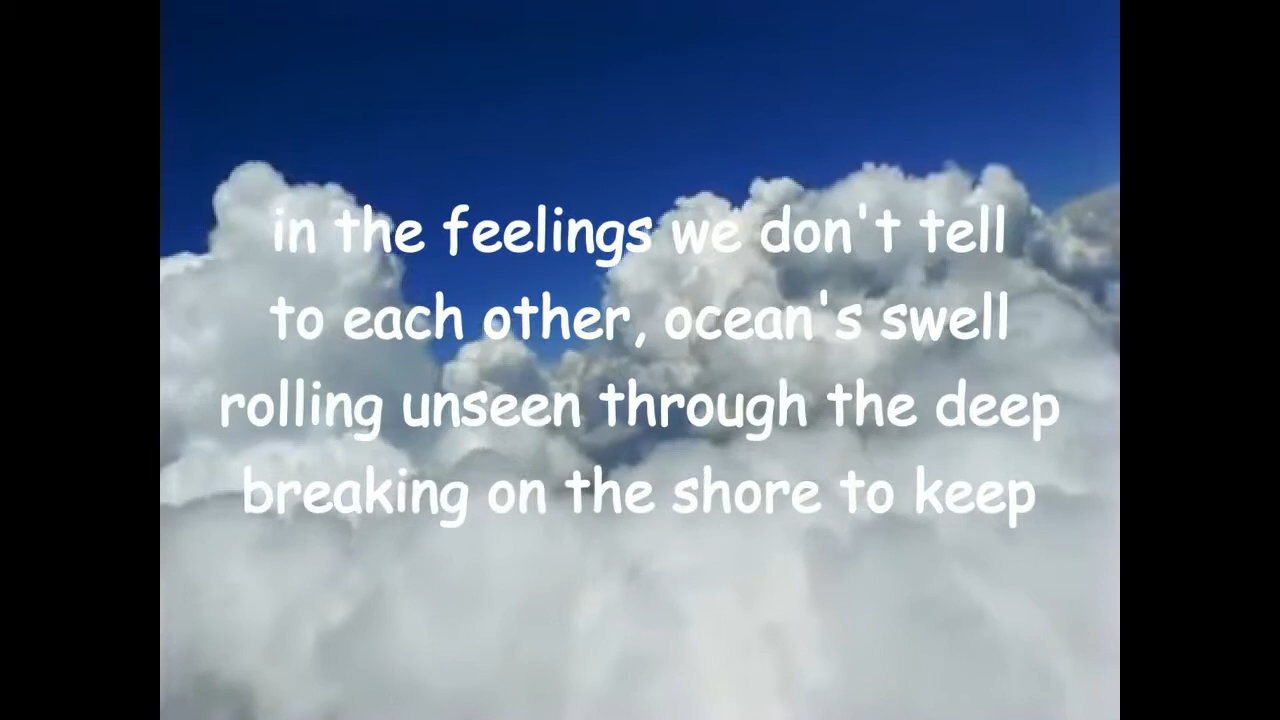 in the feelings we don't tell
to each other, ocean's swell
rolling unseen through the deep
breaking on the shore to keep